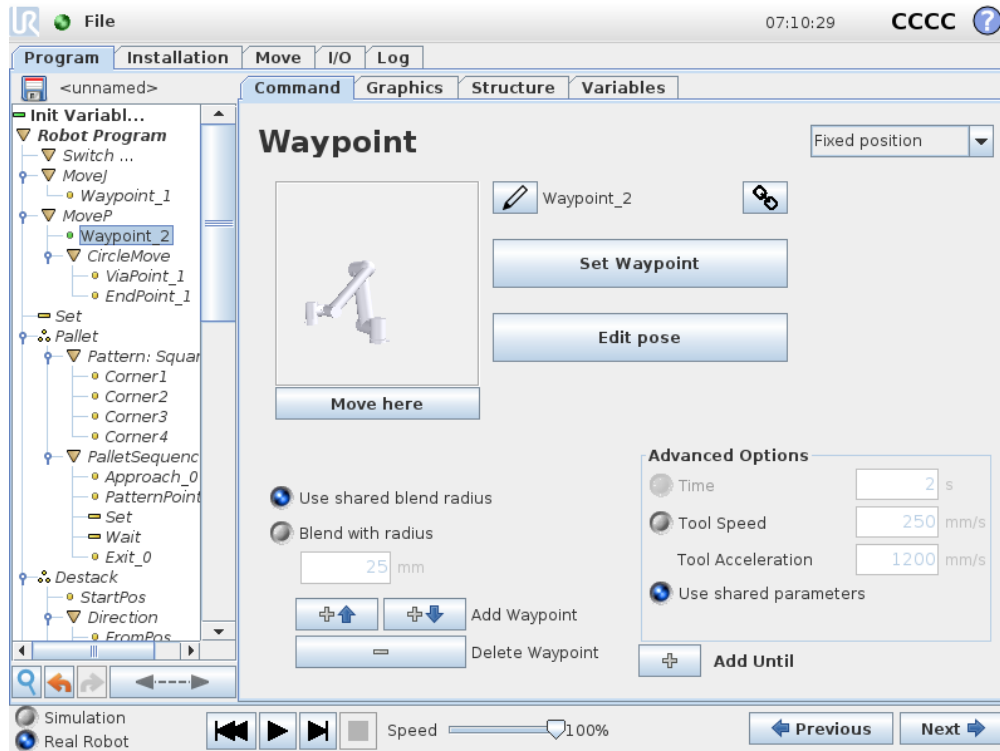 UR File 07:10:29 CCCC ?
Program Installation Move I/O Log
<unnamed>
Command Graphics Structure Variables
Init Variabl...
Robot Program
Switch ...
MoveJ
Waypoint_1
MoveP
Waypoint_2
CircleMove
ViaPoint_1
EndPoint_1
Set
Pallet
Pattern: Squar
Corner1
Corner2
Corner3
Corner4
PalletSequenc
Approach_0
PatternPoint
Set
Wait
Exit_0
Destack
StartPos
Direction
FromPos
Waypoint
Fixed position
Waypoint_2
Set Waypoint
Edit pose
Move here
Use shared blend radius
Blend with radius
25 mm
Add Waypoint
Delete Waypoint
Advanced Options
Time 2 s
Tool Speed 250 mm/s
Tool Acceleration 1200 mm/s
Use shared parameters
Add Until
Simulation
Real Robot
Speed 100%
Previous Next